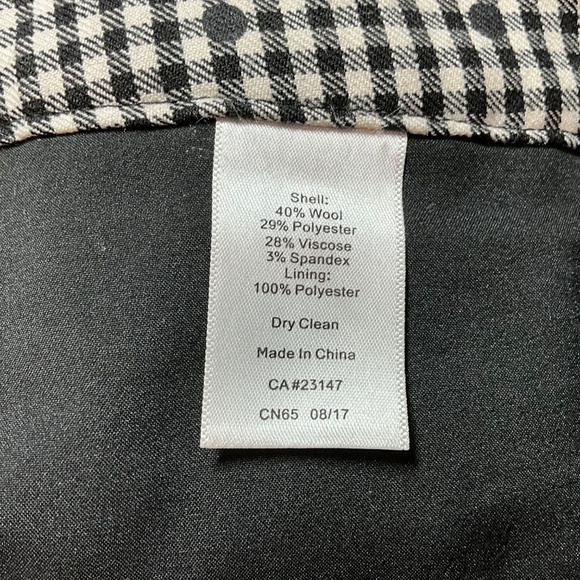 Shell:
40% Wool
29% Polyester
28% Viscose
3% Spandex
Lining:
100% Polyester
Dry Clean
Made In China
CA#23147
CN65 08/17